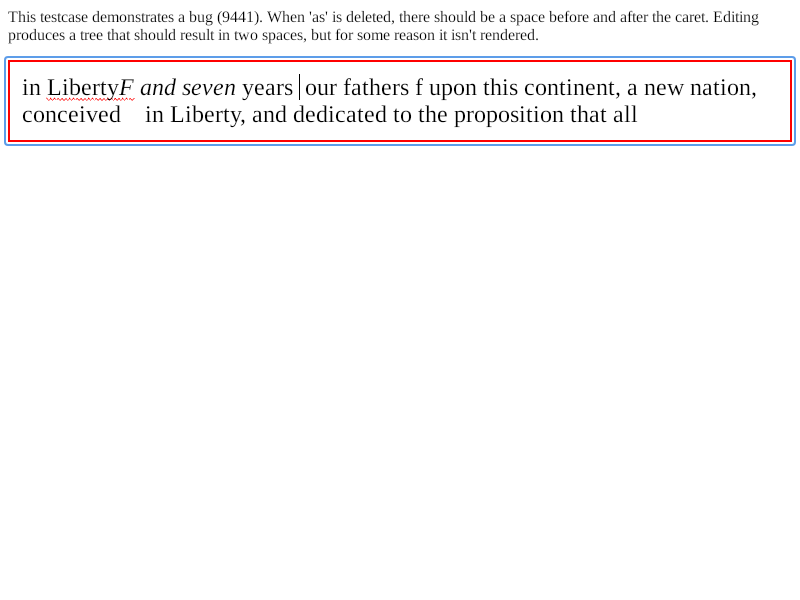 This testcase demonstrates a bug (9441). When 'as' is deleted, there should be a space before and after the caret. Editing
produces a tree that should result in two spaces, but for some reason it isn't rendered.
in LibertyF and seven years our fathers f upon this continent, a new nation,
conceived    in Liberty, and dedicated to the proposition that all